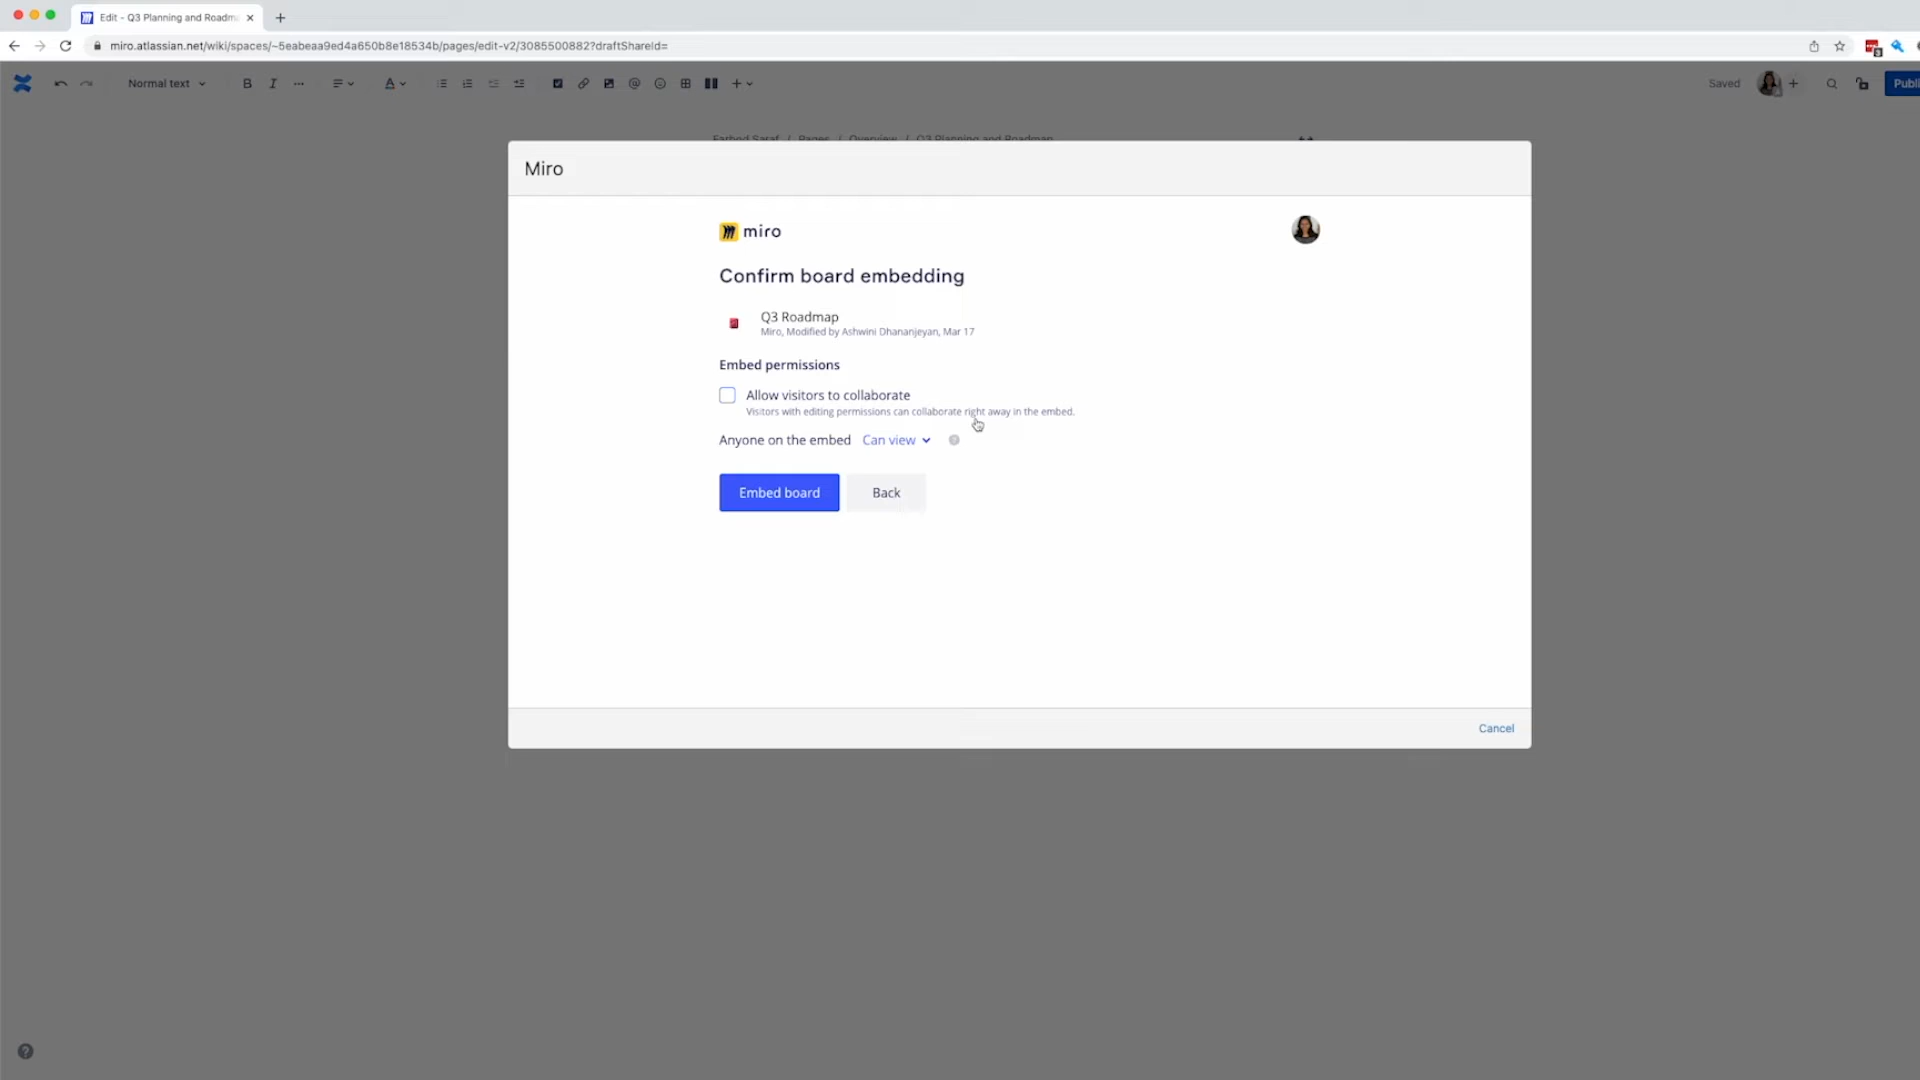 Edit - Q3 Planning and Roadm
miro.atlassian.net/wiki/spaces/~5eabeaa9ed4a650b8e18534b/pages/edit-v2/3085500882?draftShareId=
Normal text
B I A
Saved
Publi
Farbod Saraf / Pages / Overview / Q3 Planning and Roadmap
Miro
miro
Confirm board embedding
Q3 Roadmap
Miro, Modified by Ashwini Dhananjeyan, Mar 17
Embed permissions
Allow visitors to collaborate
Visitors with editing permissions can collaborate right away in the embed.
Anyone on the embed Can view ?
Embed board Back
Cancel
?